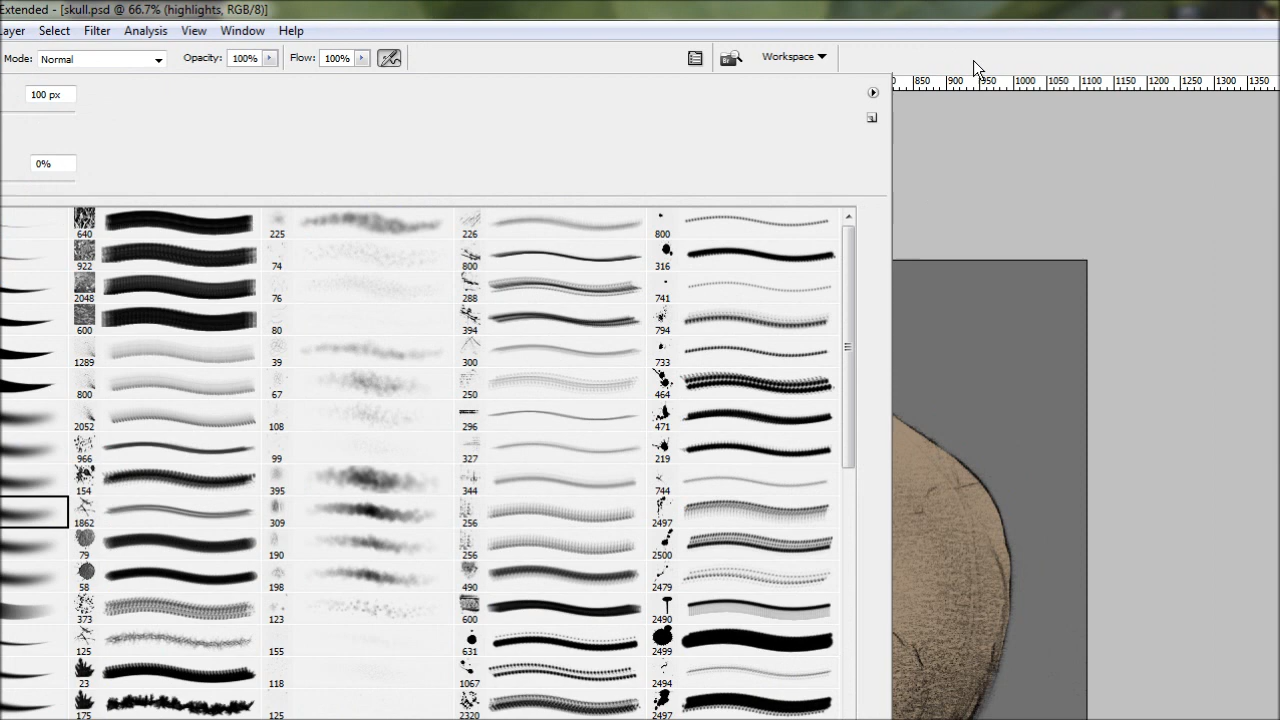 Extended - [skull.psd @ 66.7% (highlights, RGB/8)]
Layer Select Filter Analysis View Window Help
Mode: Normal Opacity: 100% Flow: 100% Br Workspace
850 900 950 1000 1050 1100 1150 1200 1250 1300 1350
100 px
0%
640 225 226 800
922 74 800 316
2048 76 288 741
600 80 394 794
1289 39 300 733
800 67 250 464
2052 108 296 471
966 99 327 219
154 395 344 744
1862 309 256 2497
79 190 256 2500
58 198 490 2479
373 123 600 2490
125 155 631 2499
23 118 1067 2494
175 125 2320 2497